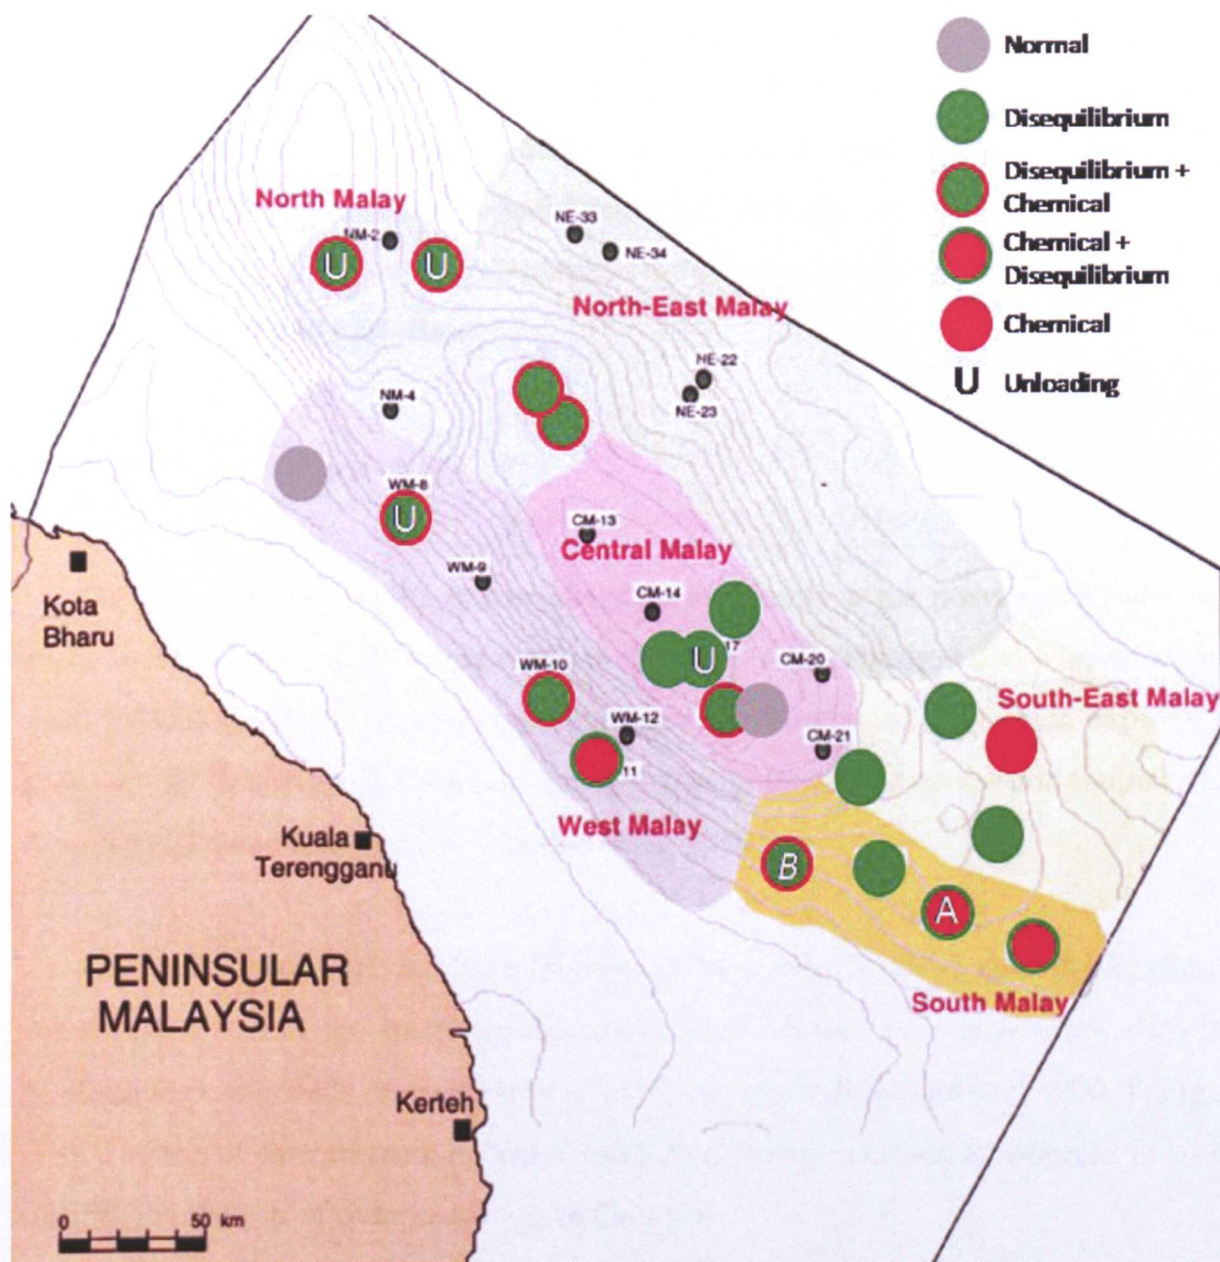 Normal
Disequilibrium
Disequilibrium +
Chemical
Chemical +
Disequilibrium
Chemical
U Unloading
North Malay
NM-2
U
U
NE-33
NE-34
North-East Malay
NE-22
NE-23
NM-4
WM-8
U
CM-13
Central Malay
WM-9
CM-14
17
U
CM-20
WM-10
WM-12
11
CM-21
South-East Malay
West Malay
B
A
South Malay
Kota
Bharu
Kuala
Terengganu
PENINSULAR
MALAYSIA
Kerteh
0 50 km